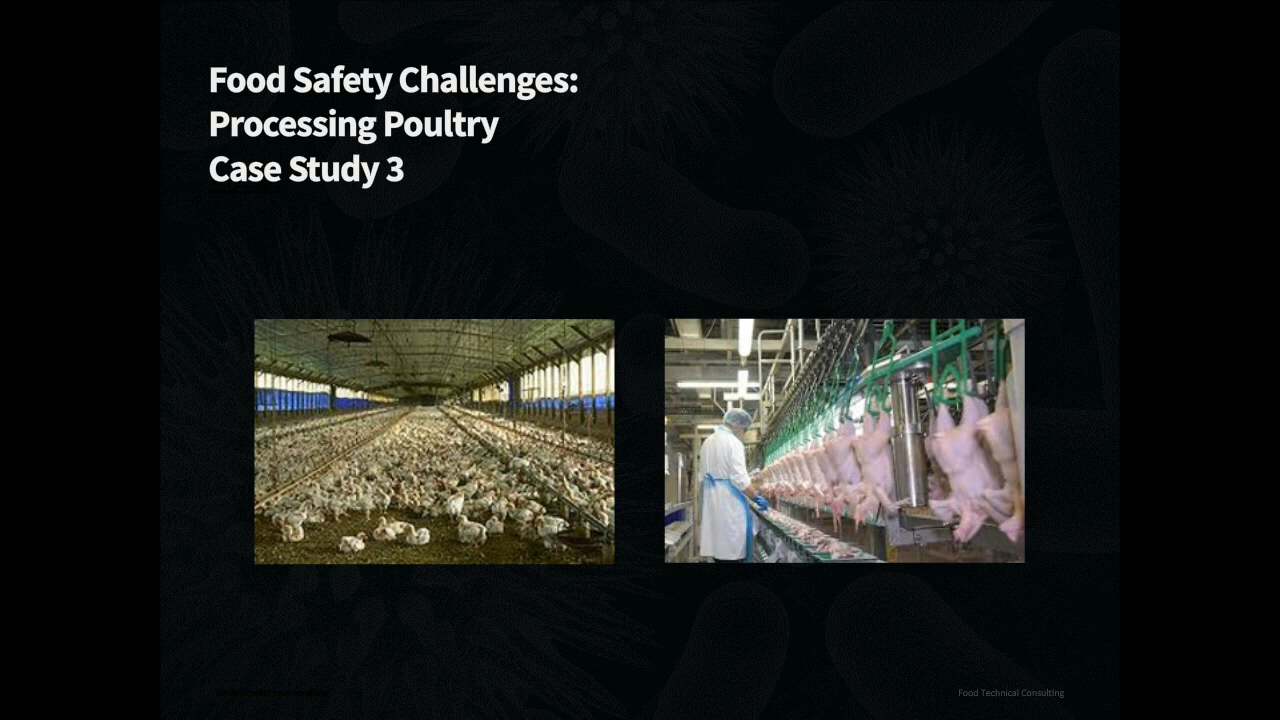 Food Safety Challenges:
Processing Poultry
Case Study 3
Food Technical Consulting